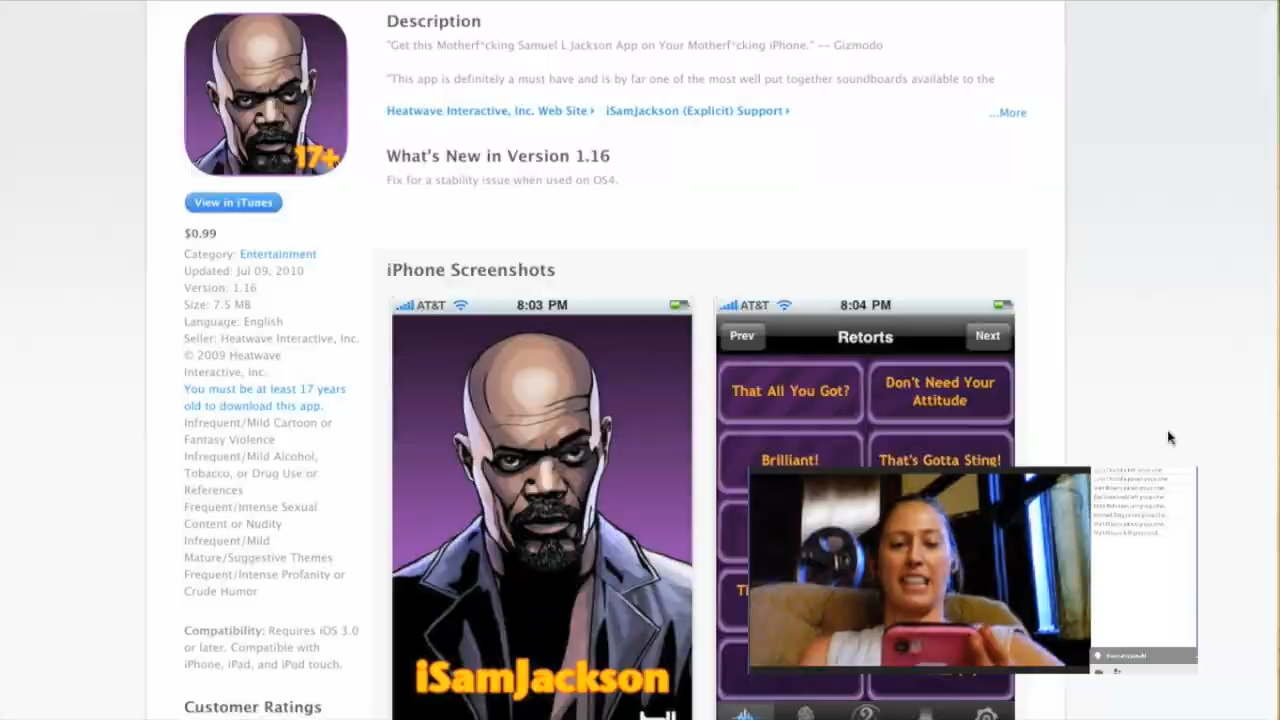 Description
"Get this Motherf*cking Samuel L Jackson App on Your Motherf*cking iPhone." -- Gizmodo
"This app is definitely a must have and is by far one of the most well put together soundboards available to the
Heatwave Interactive, Inc. Web Site
iSamJackson (Explicit) Support
...More
What's New in Version 1.16
Fix for a stability issue when used on OS4.
17+
View in iTunes
$0.99
Category: Entertainment
Updated: Jul 09, 2010
Version: 1.16
Size: 7.5 MB
Language: English
Seller: Heatwave Interactive, Inc.
© 2009 Heatwave
Interactive, Inc.
You must be at least 17 years
old to download this app.
Infrequent/Mild Cartoon or
Fantasy Violence
Infrequent/Mild Alcohol,
Tobacco, or Drug Use or
References
Frequent/Intense Sexual
Content or Nudity
Infrequent/Mild
Mature/Suggestive Themes
Frequent/Intense Profanity or
Crude Humor
Compatibility: Requires iOS 3.0
or later. Compatible with
iPhone, iPad, and iPod touch.
Customer Ratings
iPhone Screenshots
AT&T 8:03 PM
iSamJackson
AT&T 8:04 PM
Prev Retorts Next
That All You Got?
Don't Need Your
Attitude
Brilliant!
That's Gotta Sting!